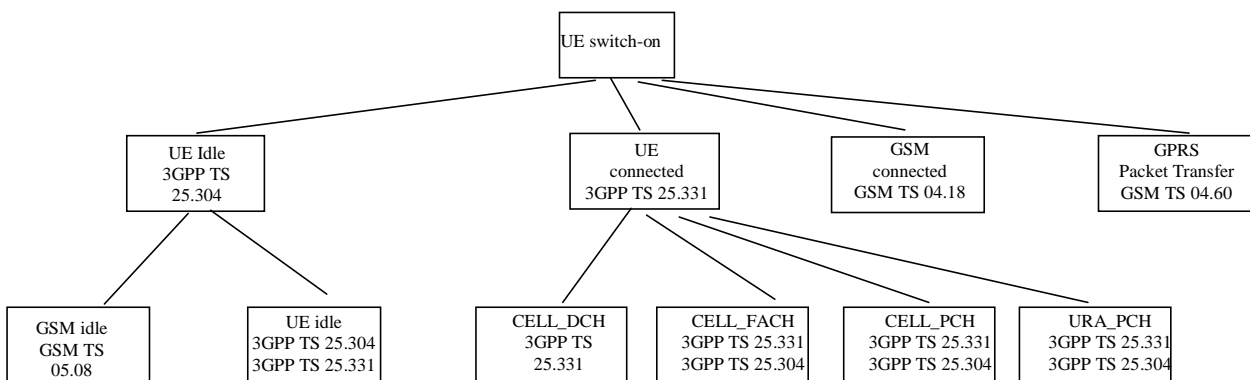 UE switch-on
UE Idle
3GPP TS
25.304
UE
connected
3GPP TS 25.331
GSM
connected
GSM TS 04.18
GPRS
Packet Transfer
GSM TS 04.60
GSM idle
GSM TS
05.08
UE idle
3GPP TS 25.304
3GPP TS 25.331
CELL_DCH
3GPP TS
25.331
CELL_FACH
3GPP TS 25.331
3GPP TS 25.304
CELL_PCH
3GPP TS 25.331
3GPP TS 25.304
URA_PCH
3GPP TS 25.331
3GPP TS 25.304